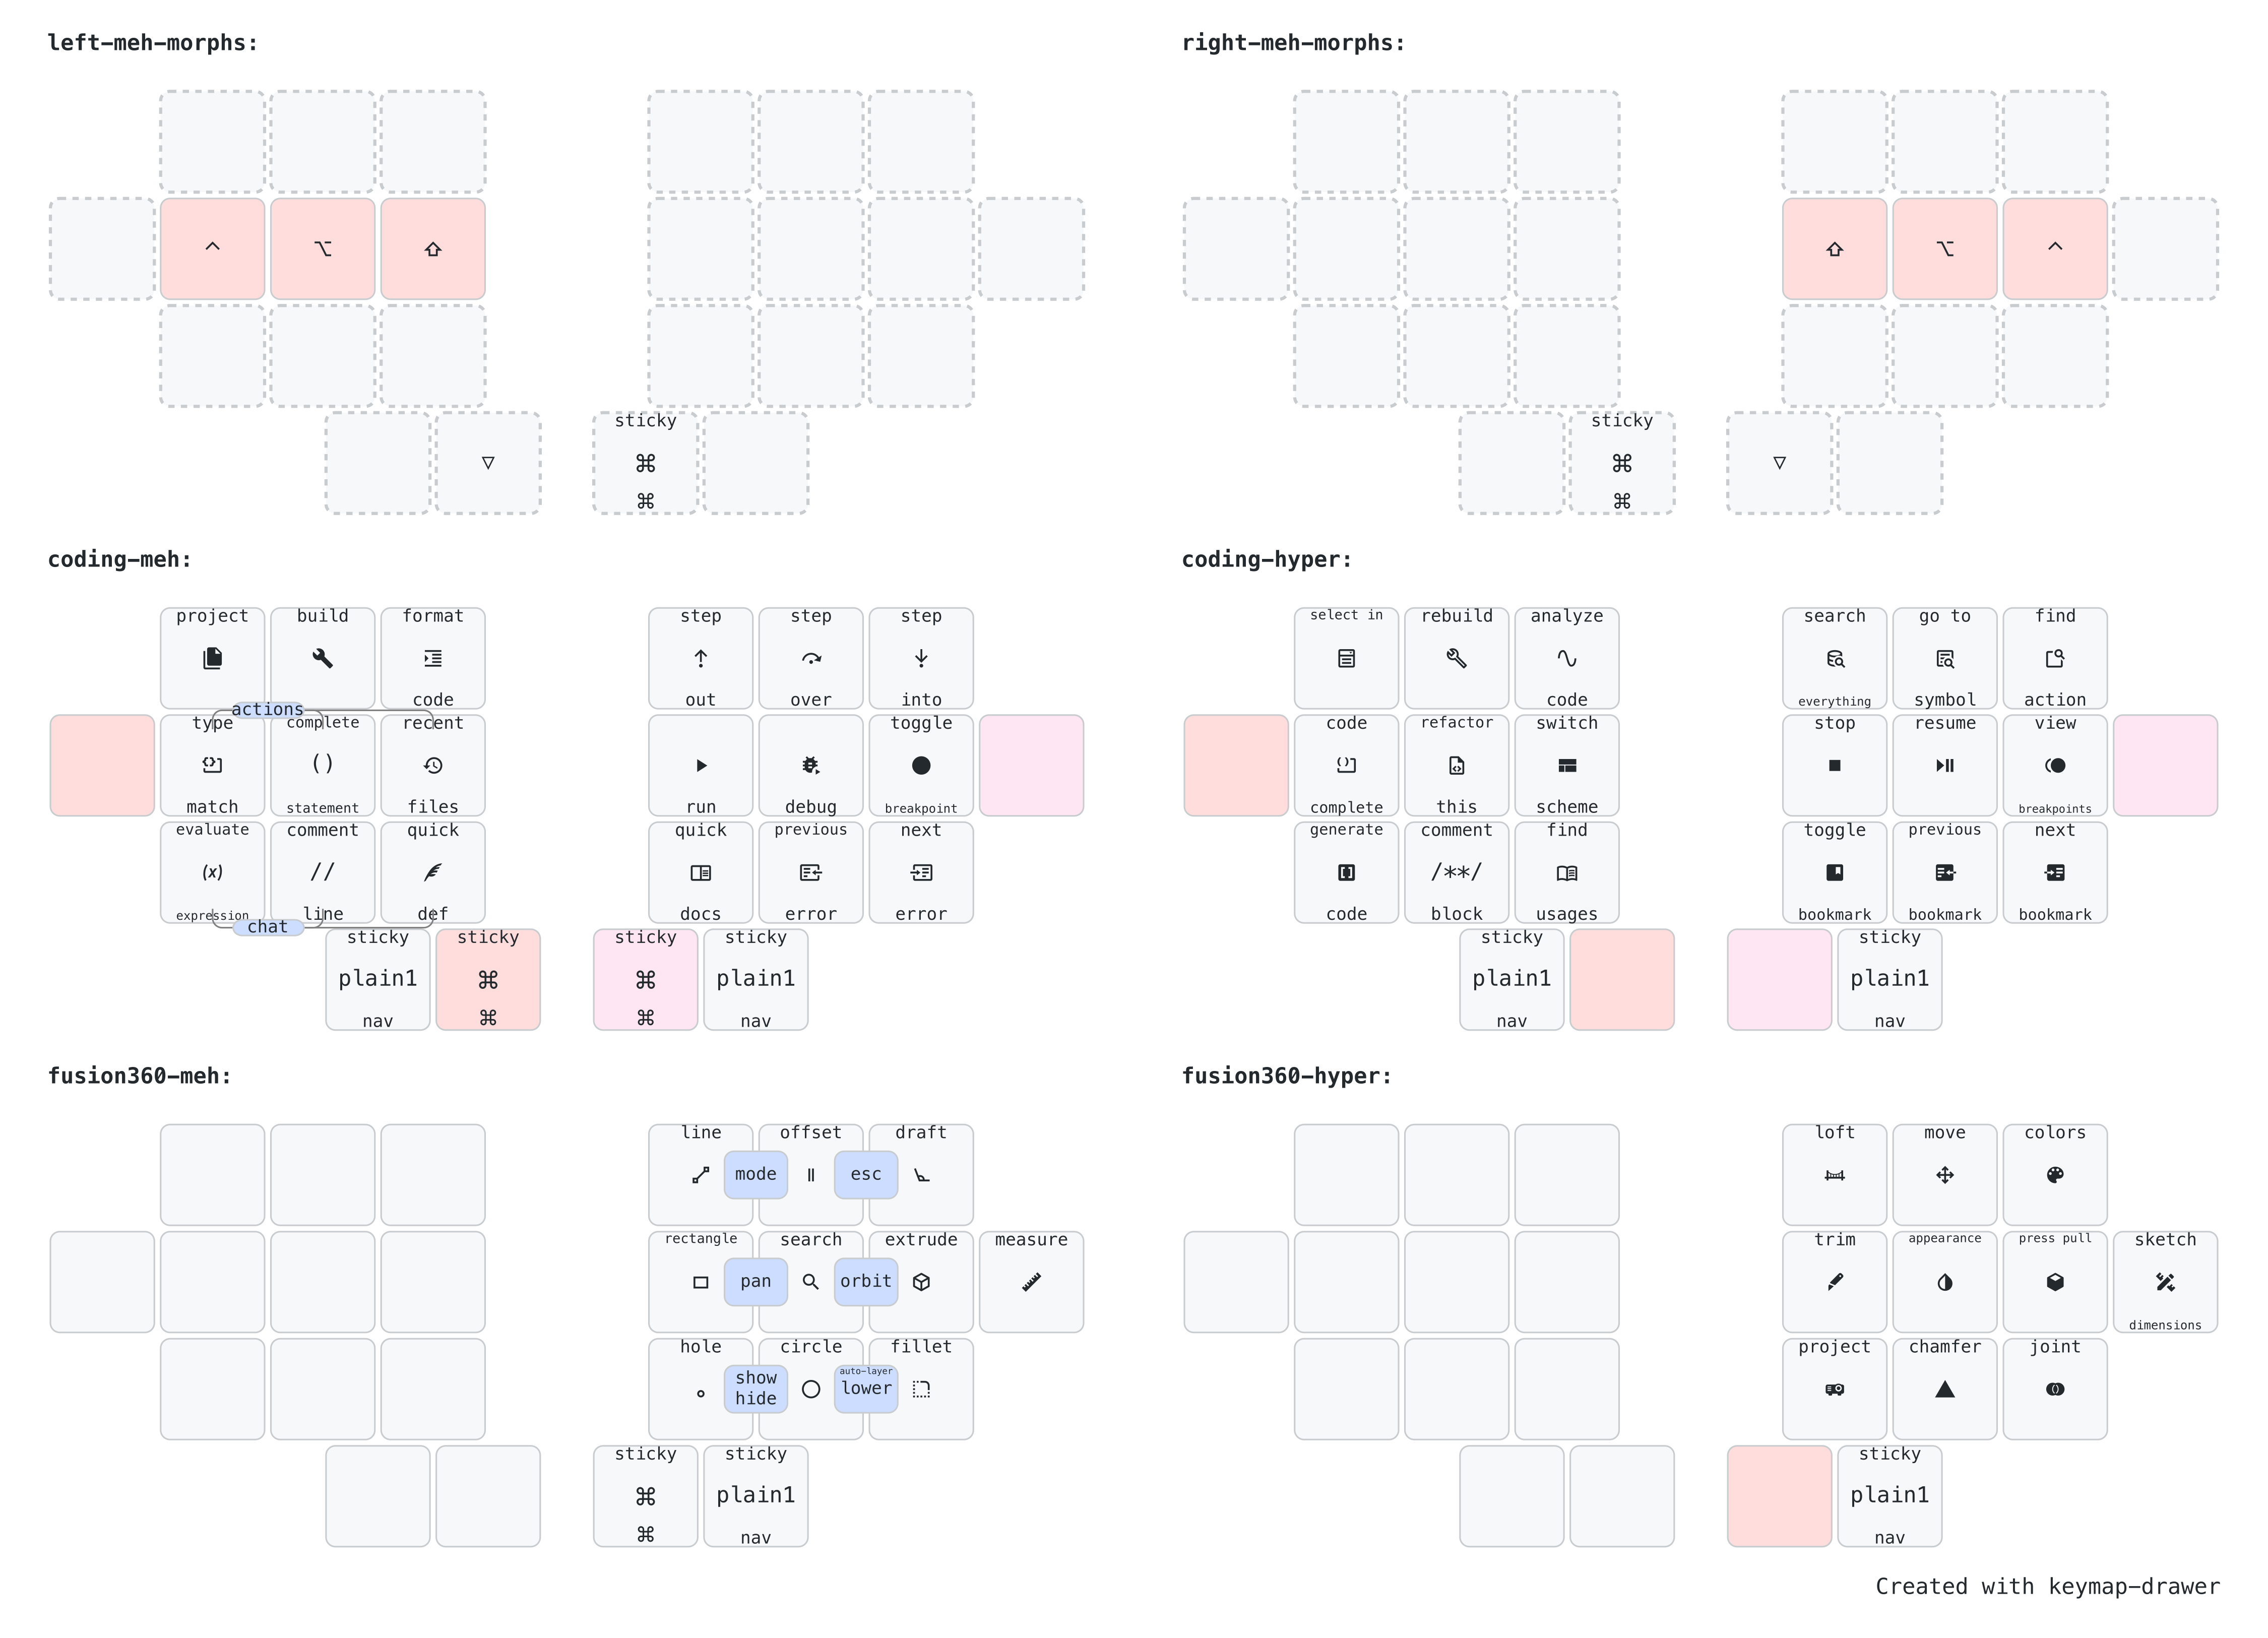 left-meh-morphs:
right-meh-morphs:
^ ⌥ ⇧
⇧ ⌥ ^
▽
sticky
⌘
⌘
sticky
⌘
⌘
▽
coding-meh:
project build format
code
step step step
out over into
actions
type complete recent
( )
match statement files
toggle
run debug breakpoint
evaluate comment quick
(x) //
expression line def
chat
quick previous next
docs error error
sticky sticky
plain1 ⌘
nav ⌘
sticky sticky
⌘ plain1
⌘ nav
coding-hyper:
select in rebuild analyze
code
search go to find
everything symbol action
code refactor switch
complete this scheme
stop resume view
breakpoints
generate comment find
/**/
code block usages
toggle previous next
bookmark bookmark bookmark
sticky
plain1
nav
sticky
plain1
nav
fusion360-meh:
line offset draft
mode esc
rectangle search extrude measure
pan orbit
hole circle fillet
show
hide
auto-layer
lower
sticky sticky
⌘ plain1
⌘ nav
fusion360-hyper:
loft move colors
trim appearance press pull sketch
dimensions
project chamfer joint
sticky
plain1
nav
Created with keymap-drawer